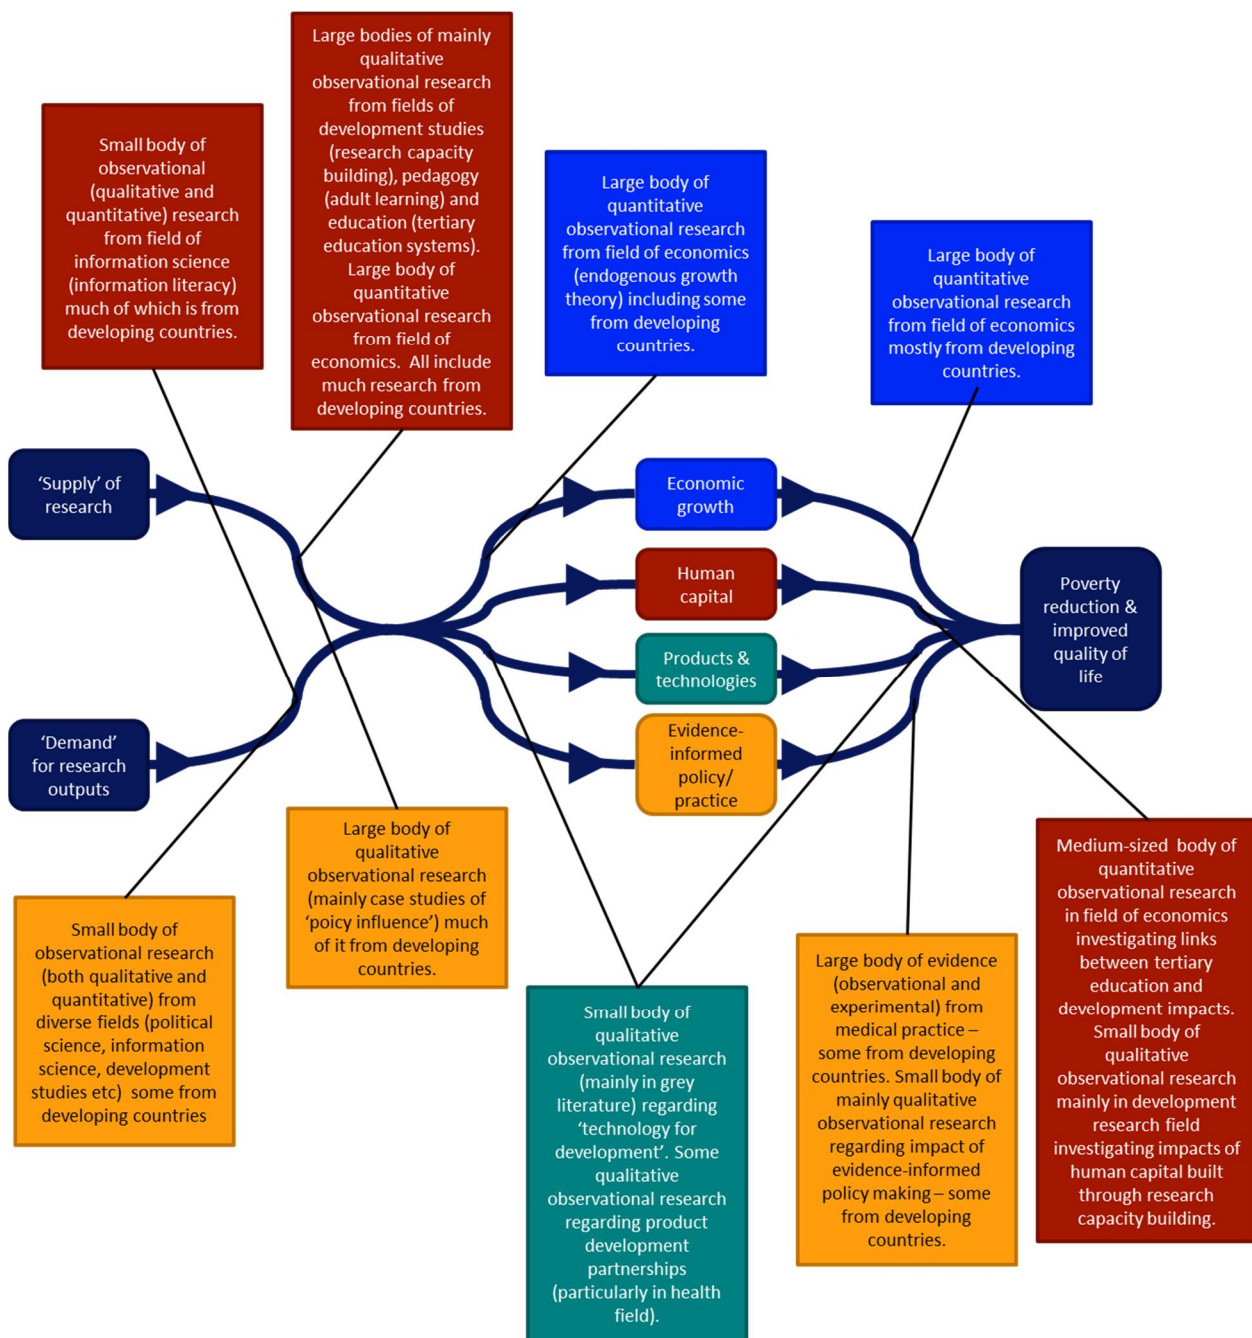 Small body of
observational
(qualitative and
quantitative) research
from field of
information science
(information literacy)
much of which is from
developing countries.
Large bodies of mainly
qualitative
observational research
from fields of
development studies
(research capacity
building), pedagogy
(adult learning) and
education (tertiary
education systems).
Large body of
quantitative
observational research
from field of
economics.  All include
much research from
developing countries.
Large body of
quantitative
observational research
from field of economics
(endogenous growth
theory) including some
from developing
countries.
Large body of
quantitative
observational research
from field of economics
mostly from developing
countries.
‘Supply’ of
research
‘Demand’
for research
outputs
Economic
growth
Human
capital
Products &
technologies
Evidence-
informed
policy/
practice
Poverty
reduction &
improved
quality of
life
Small body of
observational research
(both qualitative and
quantitative) from
diverse fields (political
science, information
science, development
studies etc)  some from
developing countries
Large body of
qualitative
observational research
(mainly case studies of
‘poicy influence’) much
of it from developing
countries.
Small body of
qualitative
observational research
(mainly in grey
literature) regarding
‘technology for
development’. Some
qualitative
observational research
regarding product
development
partnerships
(particularly in health
field).
Large body of evidence
(observational and
experimental) from
medical practice –
some from developing
countries. Small body of
mainly qualitative
observational research
regarding impact of
evidence-informed
policy making – some
from developing
countries.
Medium-sized  body of
quantitative
observational research
in field of economics
investigating links
between tertiary
education and
development impacts.
Small body of
qualitative
observational research
mainly in development
research field
investigating impacts of
human capital built
through research
capacity building.